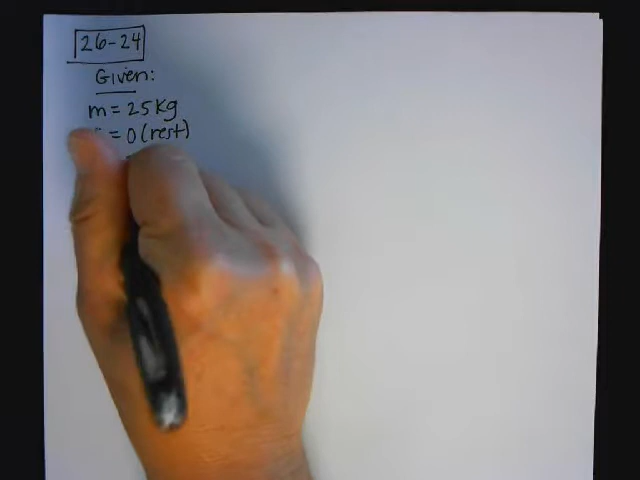 26-24
Given:
m = 25 kg
= 0 (rest)